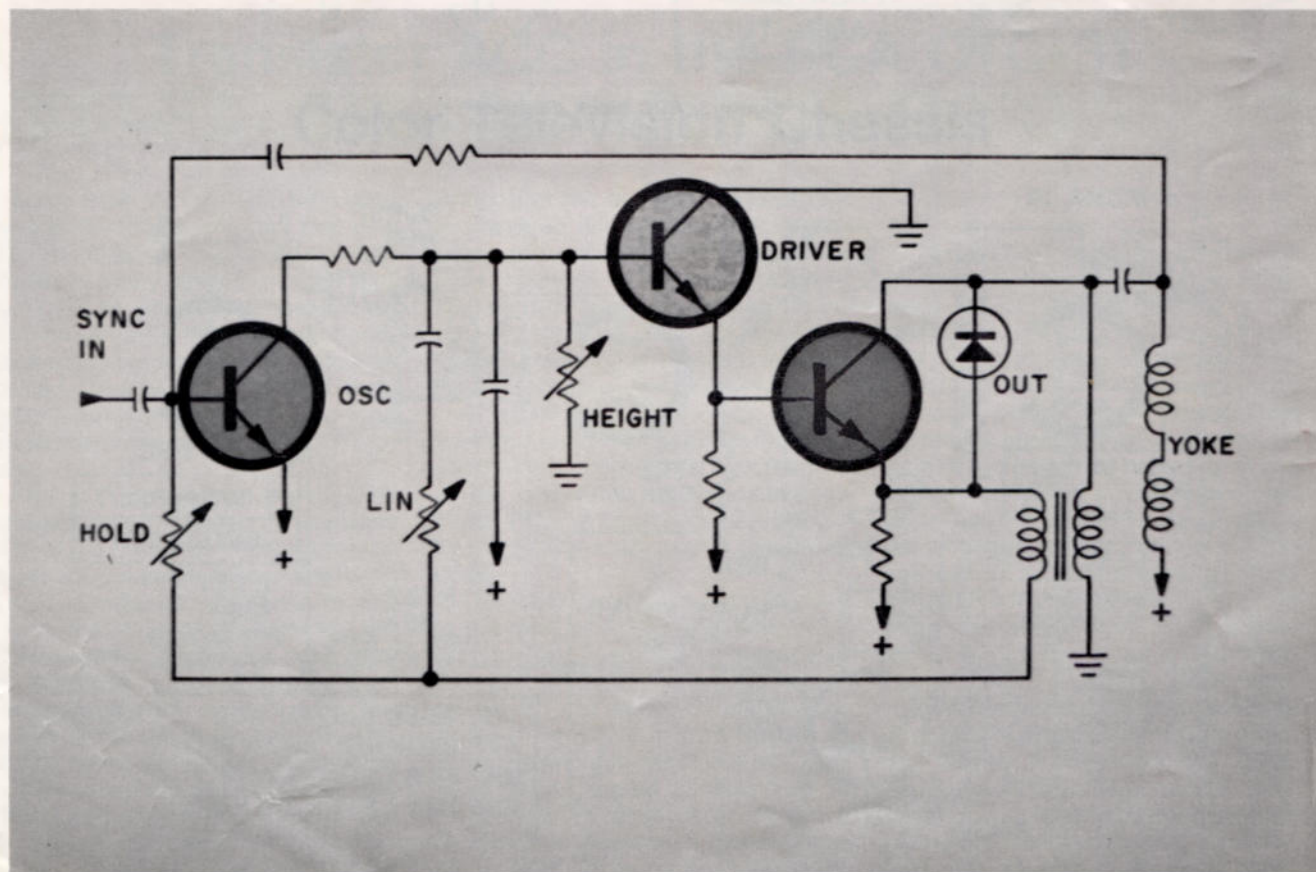 SYNC
IN
OSC
HOLD
+
LIN
+
HEIGHT
DRIVER
+
OUT
+
YOKE
+